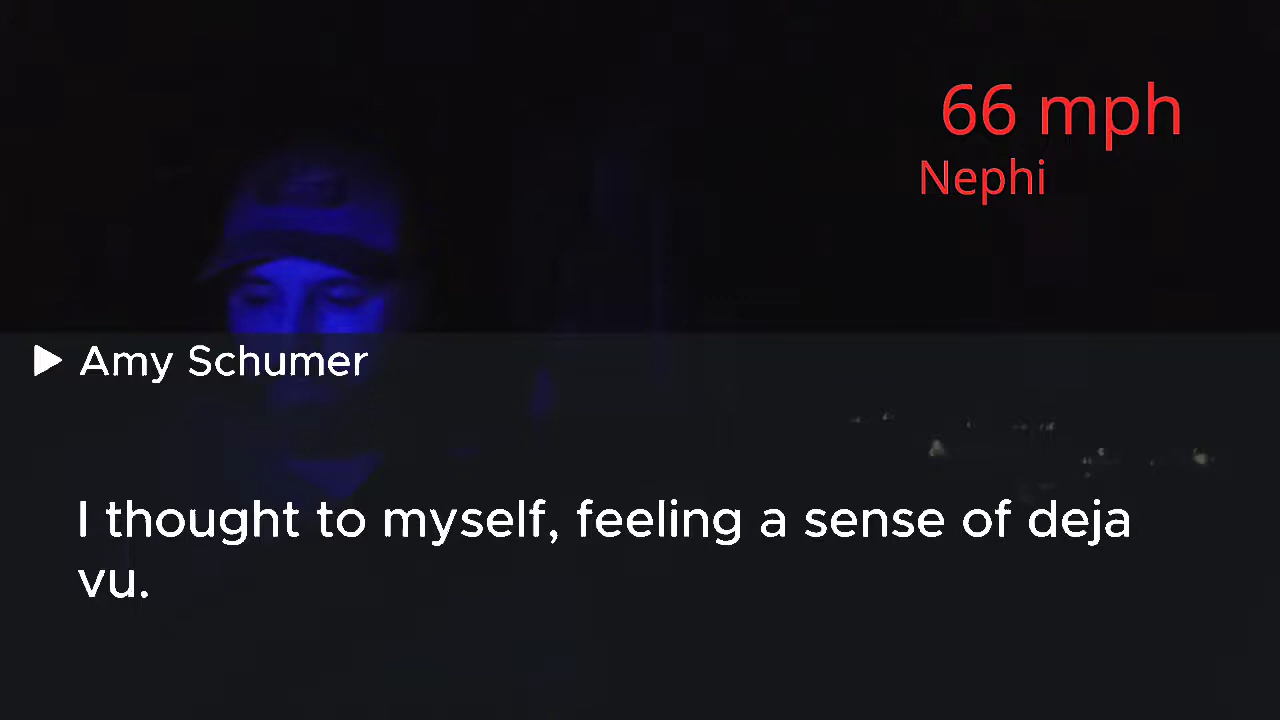 66 mph
Nephi
Amy Schumer
I thought to myself, feeling a sense of deja
vu.